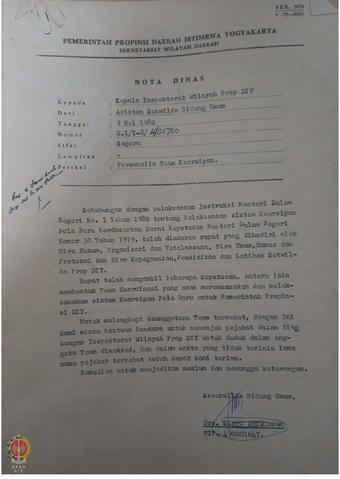 PEMERINTAH PROPINSI DAERAH ISTIMEWA YOGYAKARTA
SEKRETARIAT WILAYAH DAERAH
NOTA DINAS
Kepada : Kepala Inspektorat Wilayah Prop DIY
Dari : Asisten Sekwilda Bidang Umum
Tanggal : 9 Mei 1980
Nomor
Sifat : Segera
Lampiran : -
Perihal : Personalia Team Kearsipan.
Sehubungan dengan pelaksanaan Instruksi Menteri Dalam
Negeri No. 1 Tahun 1980 tentang Pelaksanaan sistem Kearsipan
Pola Baru berdasarkan Surat Keputusan Menteri Dalam Negeri
Nomor 30 Tahun 1979, telah diadakan rapat yang dihadiri oleh
Biro Hukum, Organisasi dan Tatalaksana, Biro Umum, Humas dan
Protokol dan Biro Kepegawaian, Pendidikan dan Latihan Setwil-
da Prop DIY.
Rapat telah mengambil beberapa keputusan, antara lain
membentuk Team Koordinasi yang akan merencanakan dan melak-
sanakan sistem Kearsipan Pola Baru untuk Pemerintah Propin-
si DIY.
Untuk melengkapi keanggotaan Team tersebut, dengan ini
kami minta bantuan Saudara untuk menunjuk pejabat dalam ling
kungan Inspektorat Wilayah Prop DIY untuk duduk dalam ang-
gota Team dimaksud, dan dalam waktu yang tidak terlalu lama
nama pejabat tersebut sudah dapat kami terima.
Kemudian untuk menjadikan maklum dan menunggu keterangan.
Assekwilda Bidang Umum,
Drs.
NIP. 490001647.
DPAD
DIY